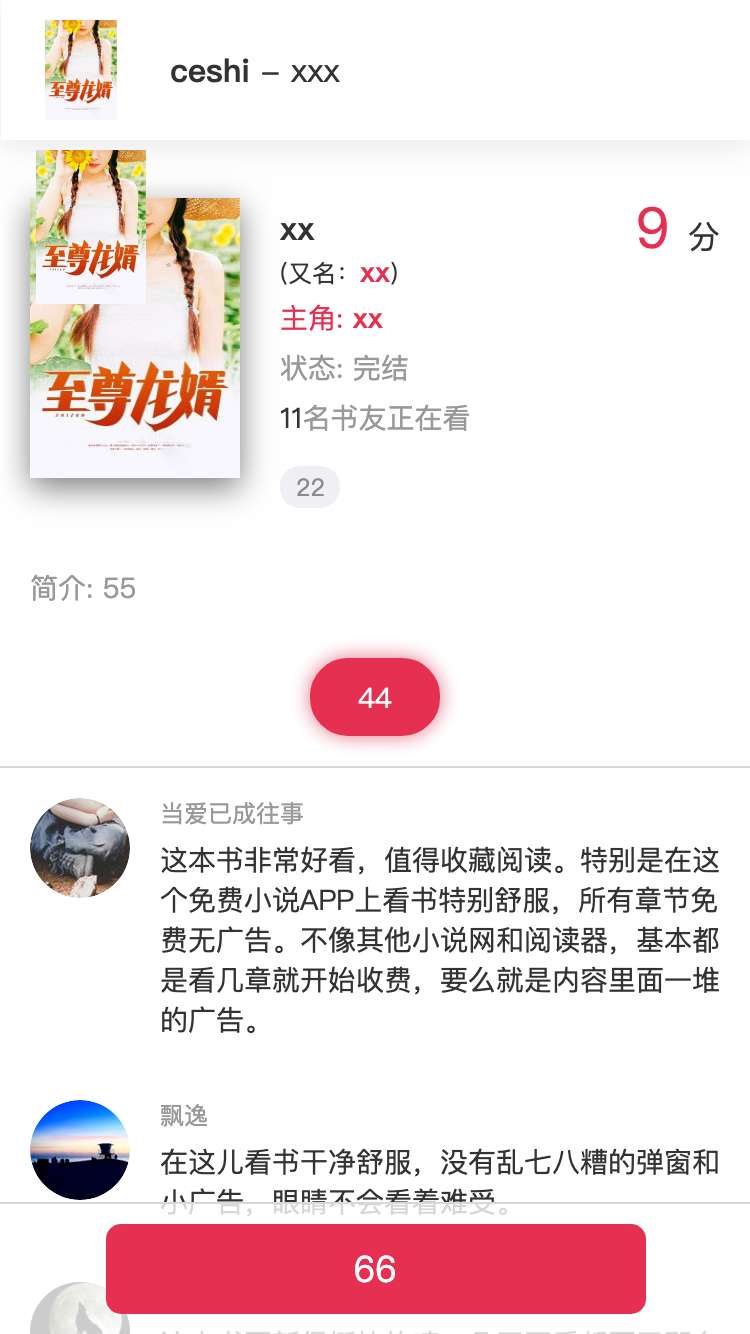 至尊龙婿
ceshi – xxx
至尊龙婿
至尊龙婿
xx
9 分
(又名：xx)
主角: xx
状态: 完结
11名书友正在看
22
简介: 55
44
当爱已成往事
这本书非常好看，值得收藏阅读。特别是在这
个免费小说APP上看书特别舒服，所有章节免
费无广告。不像其他小说网和阅读器，基本都
是看几章就开始收费，要么就是内容里面一堆
的广告。
飘逸
在这儿看书干净舒服，没有乱七八糟的弹窗和
小广告，眼睛不会看着难受。
66